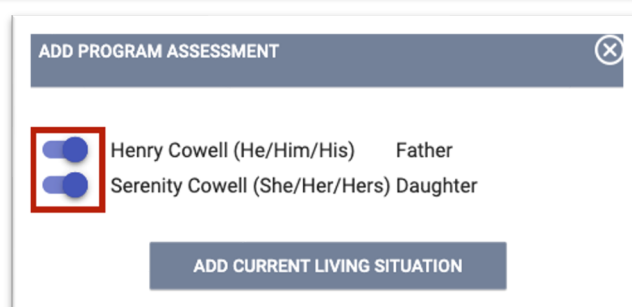 ADD PROGRAM ASSESSMENT
Henry Cowell (He/Him/His) Father
Serenity Cowell (She/Her/Hers) Daughter
ADD CURRENT LIVING SITUATION